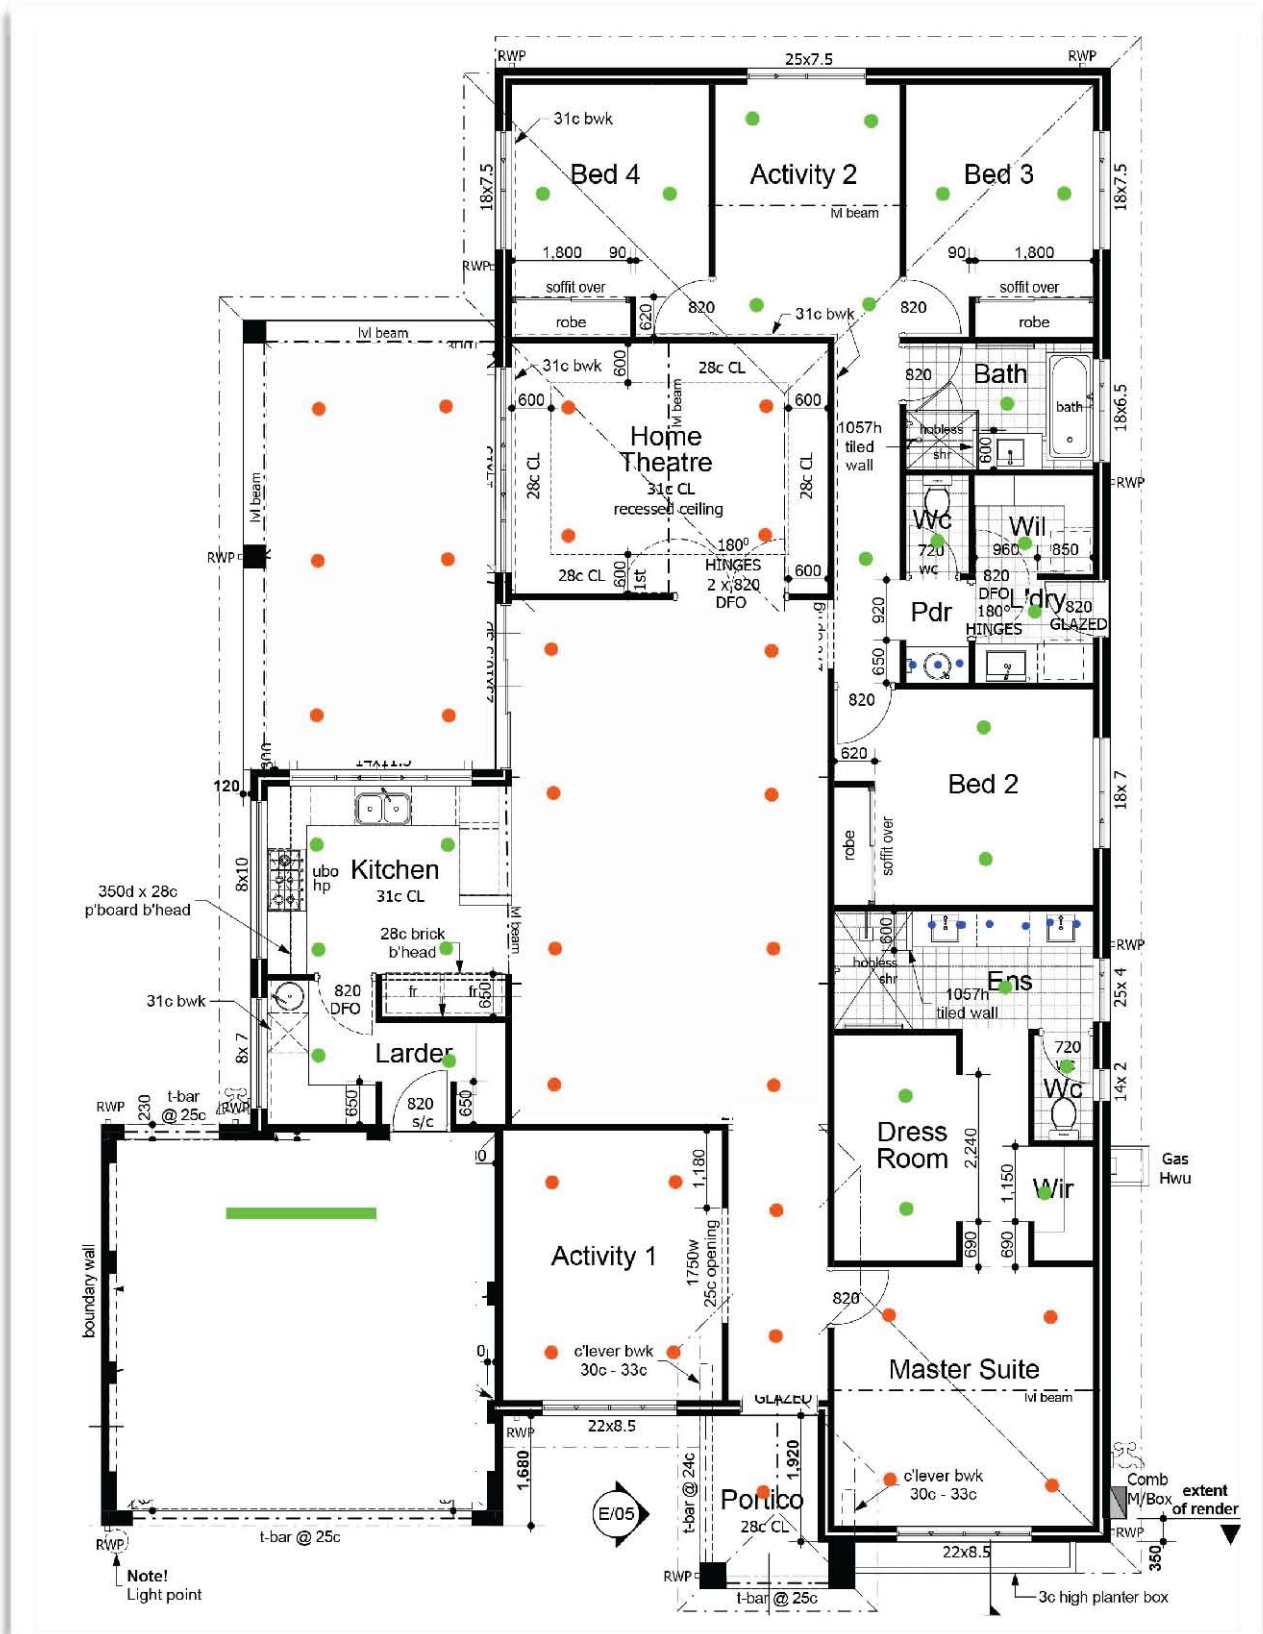 RWP
25x7.5
RWP
31c bwk
18x7.5
Bed 4
Activity 2
Bed 3
18x7.5
lvl beam
1,800
90
90
1,800
RWP
soffit over
soffit over
robe
620
820
820
robe
31c bwk
lvl beam
31c bwk
600
28c CL
820
Bath
lvl beam
600
600
bath
18x6.5
Home
Theatre
31c CL
recessed ceiling
28c CL
28c CL
1057h
tiled
wall
hobless
shr
600
RWP
lvl beam
Wc
Wil
RWP
720
wc
960
850
180⁰
HINGES
2 x 820
DFO
28c CL
600
1st
600
820
DFO
180⁰
HINGES
L'dry
820
GLAZED
920
Pdr
650
820
620
300
120
Bed 2
18x 7
robe
soffit over
8x10
ubo
hp
Kitchen
31c CL
350d x 28c
p'board b'head
28c brick
b'head
lvl beam
600
RWP
hobless
shr
Ens
25x 4
1057h
tiled wall
31c bwk
820
DFO
fr
fr
650
8x 7
Larder
720
wc
Wc
14x 2
RWP
230
t-bar
@ 25c
RWP
650
820
s/c
650
Dress
Room
2,240
1,180
1,150
Wir
Gas
Hwu
690
690
boundary wall
Activity 1
1750w
25c opening
820
c'lever bwk
30c - 33c
Master Suite
lvl beam
GLAZED
22x8.5
RWP
1,680
1,920
t-bar @ 24c
c'lever bwk
30c - 33c
Comb
M/Box
extent
of render
E/05
Portico
28c CL
RWP
t-bar @ 25c
22x8.5
350
RWP
RWP
t-bar @ 25c
3c high planter box
Note!
Light point